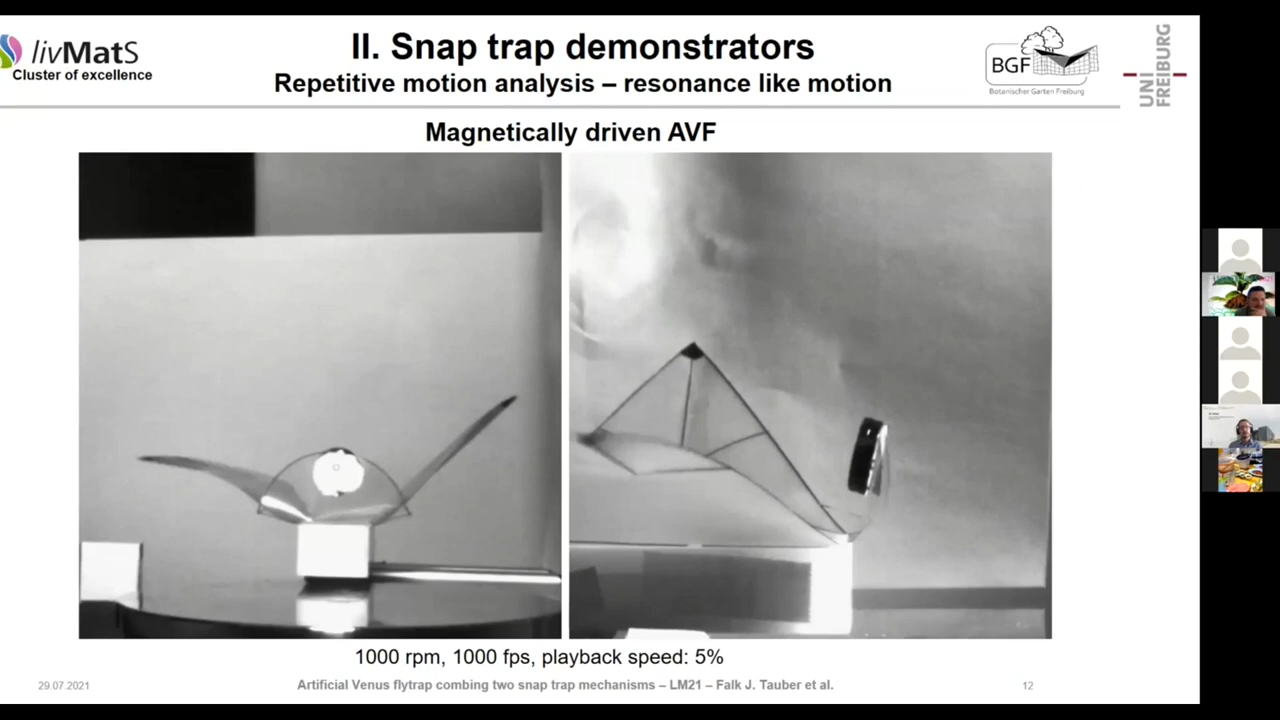 livMatS
Cluster of excellence
II. Snap trap demonstrators
Repetitive motion analysis – resonance like motion
BGF
Botanischer Garten Freiburg
UNI
FREIBURG
Magnetically driven AVF
1000 rpm, 1000 fps, playback speed: 5%
29.07.2021
Artificial Venus flytrap combing two snap trap mechanisms – LM21 – Falk J. Tauber et al.
12